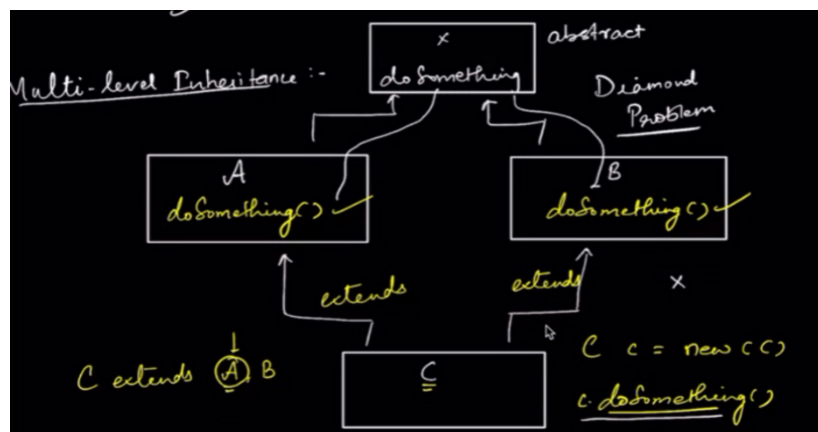 x
abstract
doSomething
Multi-level Inheritance :-
Diamond
Problem
A
doSomething()
B
doSomething()
extends
extends
x
C extends A, B
C
C c = new C()
c.doSomething()